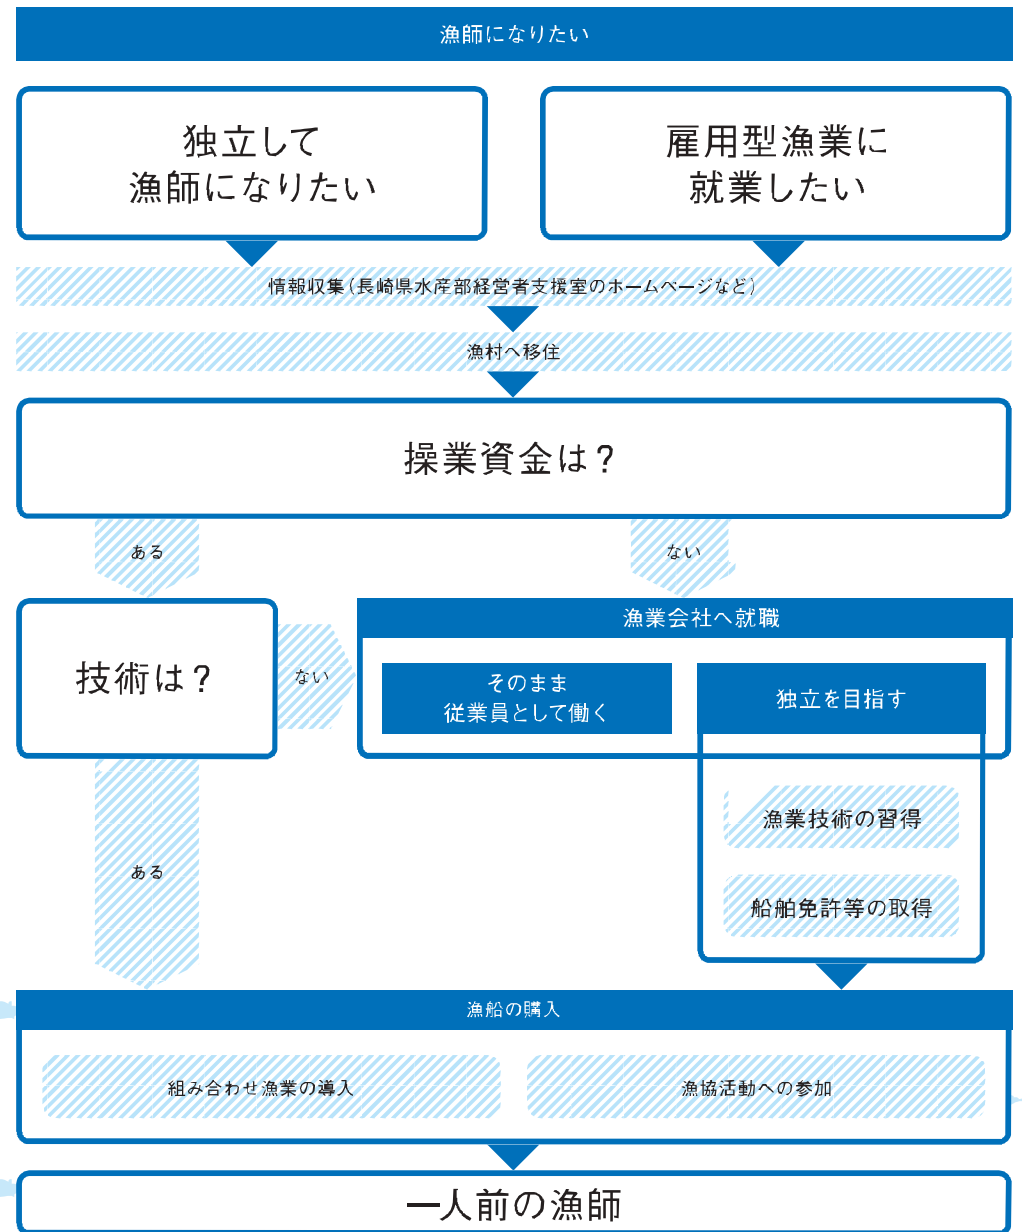 漁師になりたい
独立して
漁師になりたい
雇用型漁業に
就業したい
情報収集（長崎県水産部経営者支援室のホームページなど）
漁村へ移住
操業資金は？
ある
ない
技術は？
ない
漁業会社へ就職
そのまま
従業員として働く
独立を目指す
漁業技術の習得
船舶免許等の取得
ある
漁船の購入
組み合わせ漁業の導入
漁協活動への参加
一人前の漁師